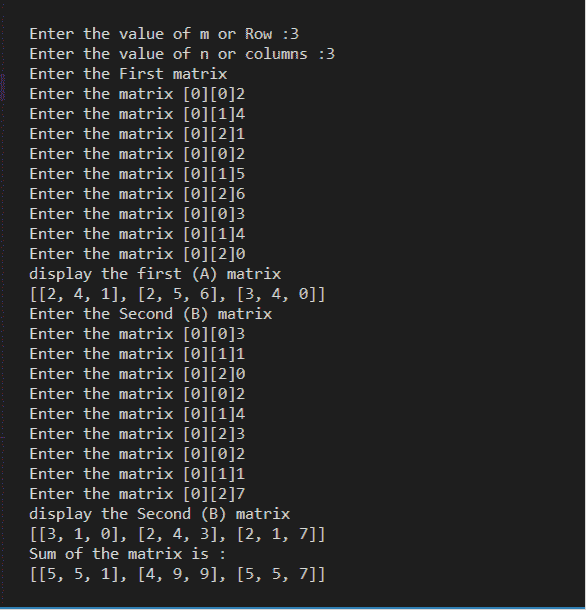 Enter the value of m or Row :3
Enter the value of n or columns :3
Enter the First matrix
Enter the matrix [0][0]2
Enter the matrix [0][1]4
Enter the matrix [0][2]1
Enter the matrix [0][0]2
Enter the matrix [0][1]5
Enter the matrix [0][2]6
Enter the matrix [0][0]3
Enter the matrix [0][1]4
Enter the matrix [0][2]0
display the first (A) matrix
[[2, 4, 1], [2, 5, 6], [3, 4, 0]]
Enter the Second (B) matrix
Enter the matrix [0][0]3
Enter the matrix [0][1]1
Enter the matrix [0][2]0
Enter the matrix [0][0]2
Enter the matrix [0][1]4
Enter the matrix [0][2]3
Enter the matrix [0][0]2
Enter the matrix [0][1]1
Enter the matrix [0][2]7
display the Second (B) matrix
[[3, 1, 0], [2, 4, 3], [2, 1, 7]]
Sum of the matrix is :
[[5, 5, 1], [4, 9, 9], [5, 5, 7]]